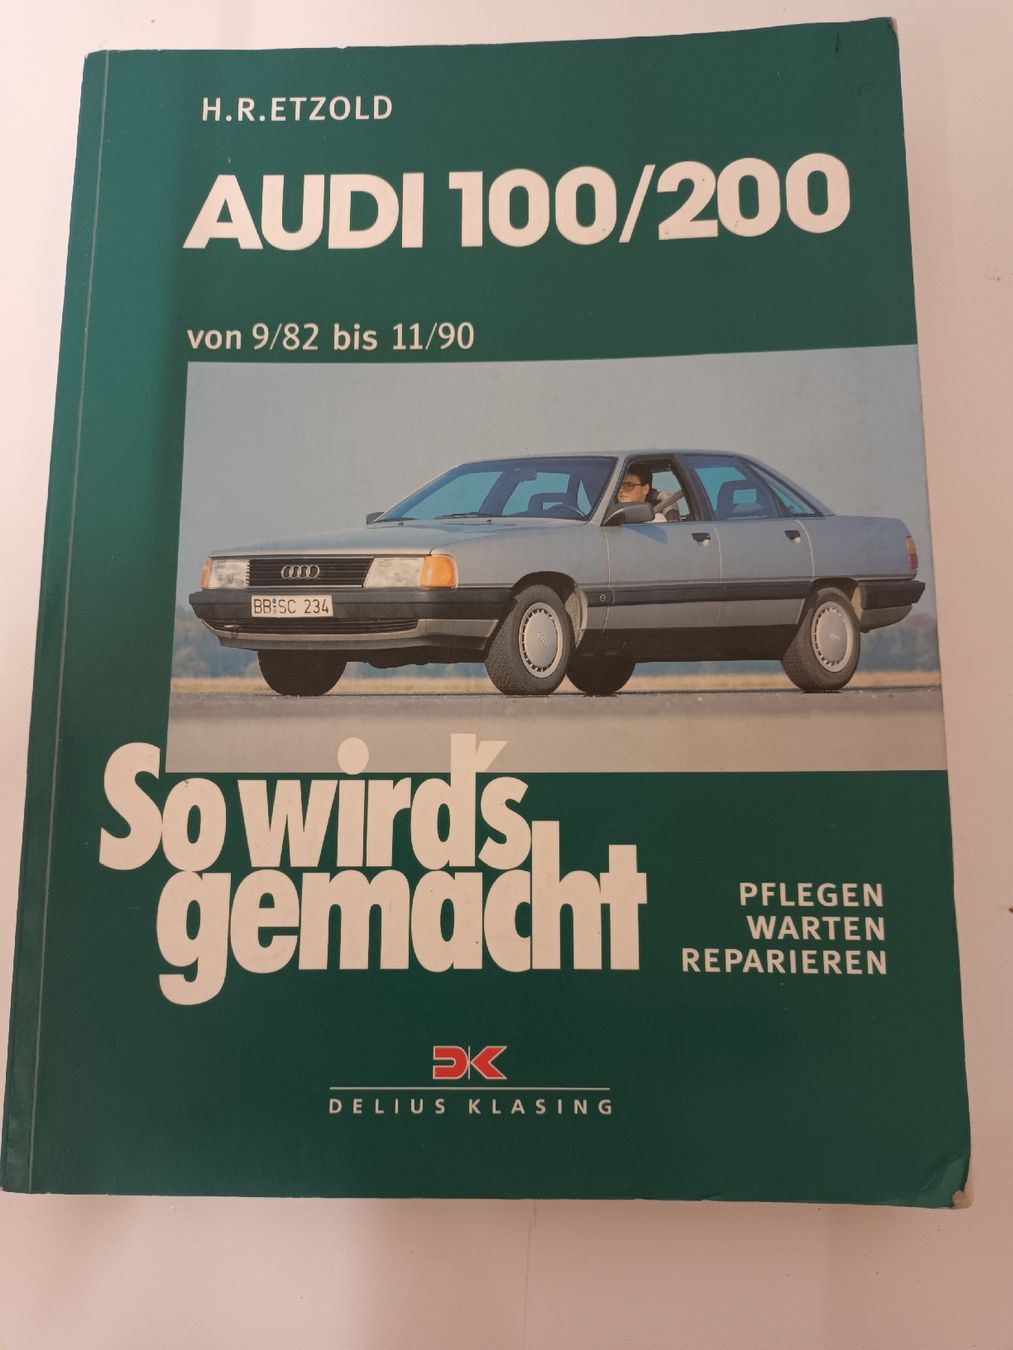 H.R.ETZOLD
AUDI 100/200
von 9/82 bis 11/90
BB SC 234
So wird's
gemacht
PFLEGEN
WARTEN
REPARIEREN
DELIUS KLASING